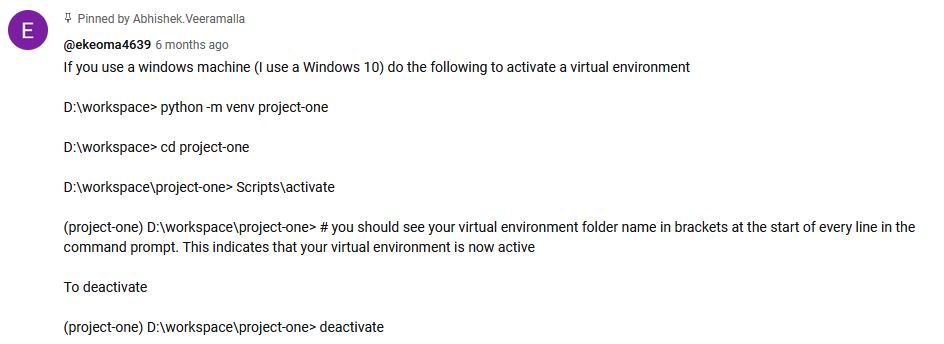 E
Pinned by Abhishek.Veeramalla
@ekeoma4639 6 months ago
If you use a windows machine (I use a Windows 10) do the following to activate a virtual environment
D:\workspace> python -m venv project-one
D:\workspace> cd project-one
D:\workspace\project-one> Scripts\activate
(project-one) D:\workspace\project-one> # you should see your virtual environment folder name in brackets at the start of every line in the
command prompt. This indicates that your virtual environment is now active
To deactivate
(project-one) D:\workspace\project-one> deactivate